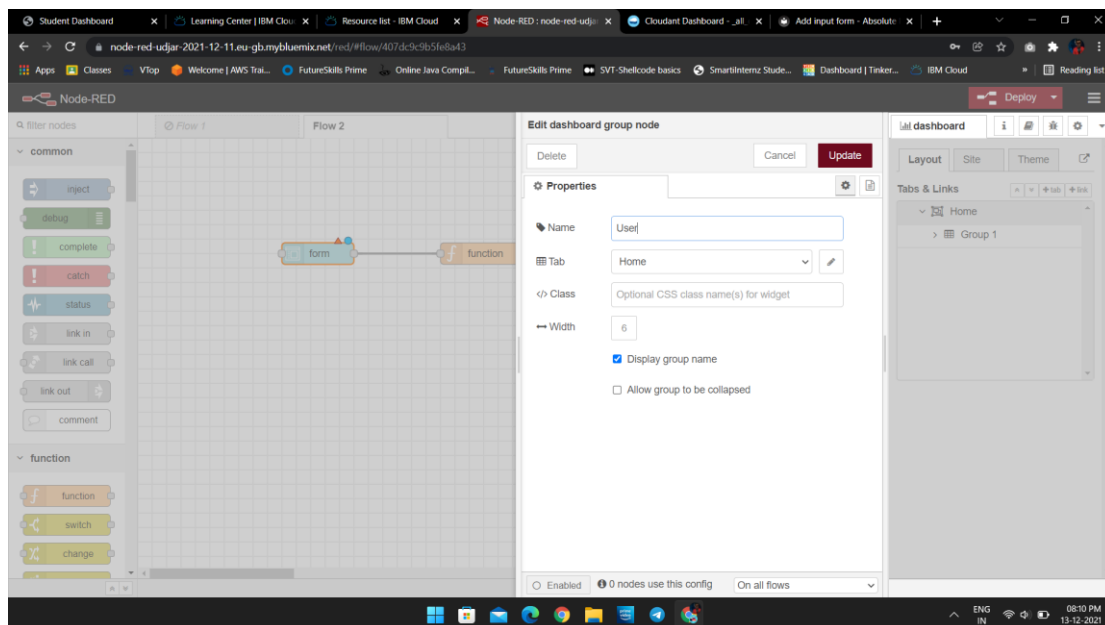 Student Dashboard
Learning Center | IBM Clou
Resource list - IBM Cloud
Node-RED : node-red-udja
Cloudant Dashboard - _all_
Add input form - Absolute
node-red-udjar-2021-12-11.eu-gb.mybluemix.net/red/#flow/407dc9c9b5fe8a43
Apps Classes VTop Welcome | AWS Trai... FutureSkills Prime Online Java Compil... FutureSkills Prime SVT-Shellcode basics SmartiInternz Stude... Dashboard | Tinker... IBM Cloud » Reading list
Node-RED
Deploy
filter nodes
Flow 1
Flow 2
Edit dashboard group node
dashboard
common
Delete
Cancel
Update
Layout
Site
Theme
inject
Properties
Tabs & Links
+tab
+link
debug
Name
User
Home
complete
form
function
Tab
Home
Group 1
catch
Class
Optional CSS class name(s) for widget
status
Width
6
link in
Display group name
link call
Allow group to be collapsed
link out
comment
function
function
switch
change
Enabled
0 nodes use this config
On all flows
ENG
IN
08:10 PM
13-12-2021